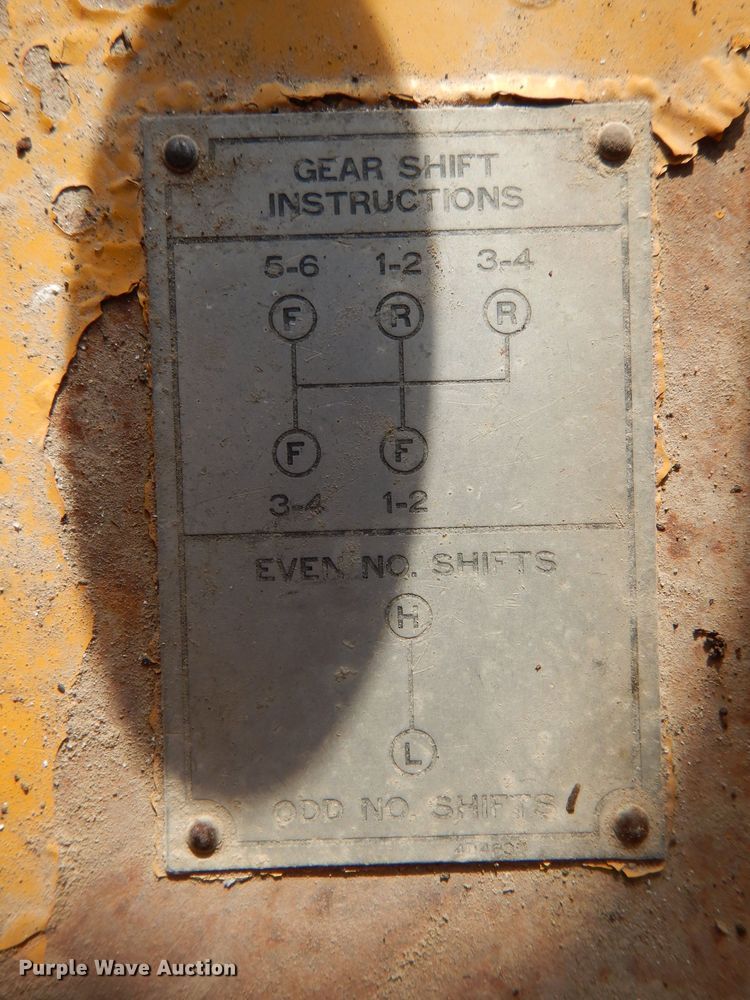 GEAR SHIFT
INSTRUCTIONS
5-6 1-2 3-4
F R R
F F
3-4 1-2
EVEN NO. SHIFTS
H
L
ODD NO. SHIFTS
Purple Wave Auction